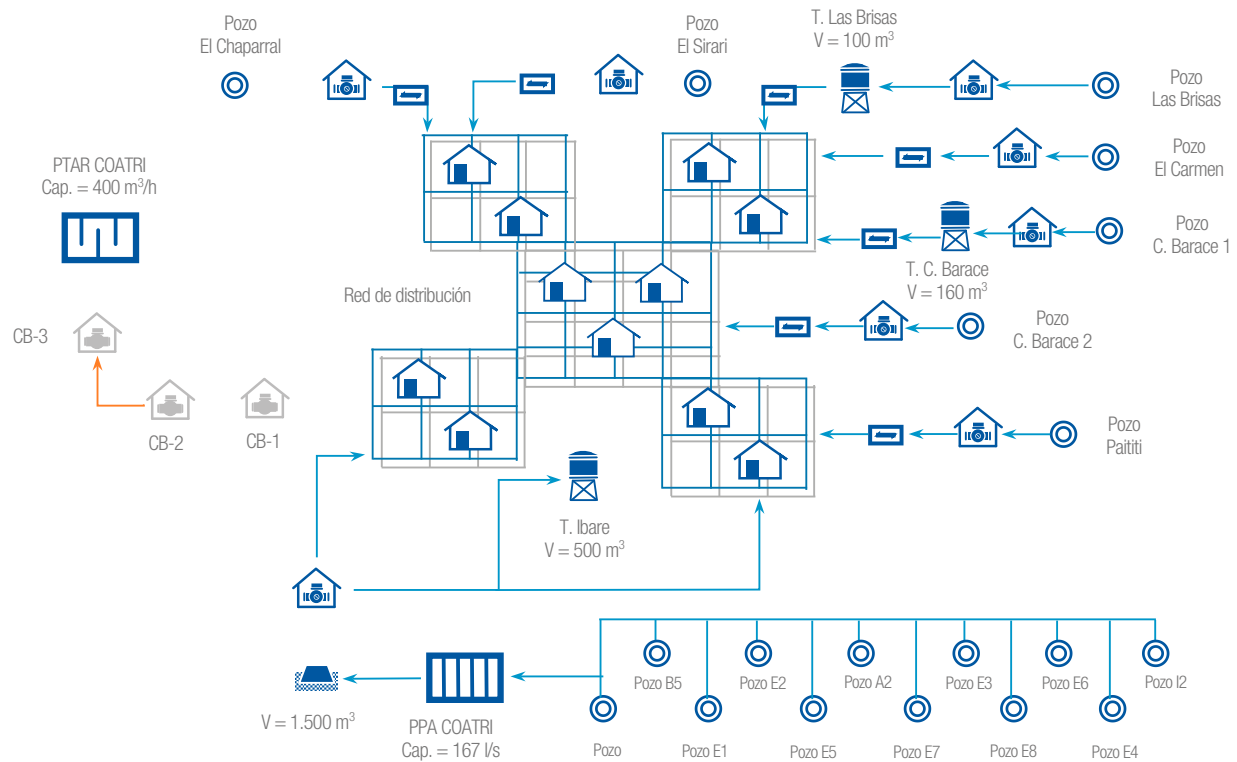 Pozo
El Chaparral
Pozo
El Sirari
T. Las Brisas
V = 100 m³
Pozo
Las Brisas
Pozo
El Carmen
PTAR COATRI
Cap. = 400 m³/h
Pozo
C. Barace 1
T. C. Barace
V = 160 m³
Red de distribución
Pozo
C. Barace 2
CB-3
CB-2
CB-1
Pozo
Paititi
T. Ibare
V = 500 m³
Pozo B5
Pozo E2
Pozo A2
Pozo E3
Pozo E6
Pozo I2
V = 1.500 m³
PPA COATRI
Cap. = 167 l/s
Pozo
Pozo E1
Pozo E5
Pozo E7
Pozo E8
Pozo E4